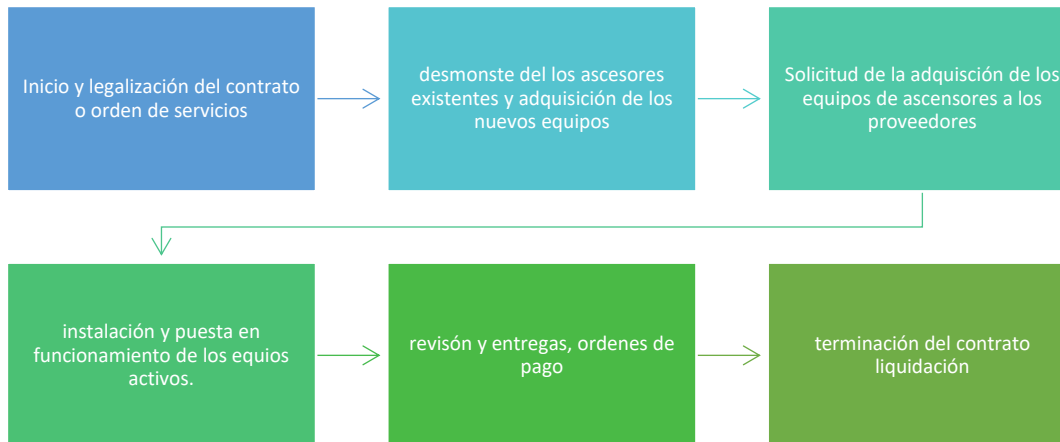 Inicio y legalización del contrato
o orden de servicios
desmonste del los ascesores
existentes y adquisición de los
nuevos equipos
Solicitud de la adquisción de los
equipos de ascensores a los
proveedores
instalación y puesta en
funcionamiento de los equios
activos.
revisón y entregas, ordenes de
pago
terminación del contrato
liquidación